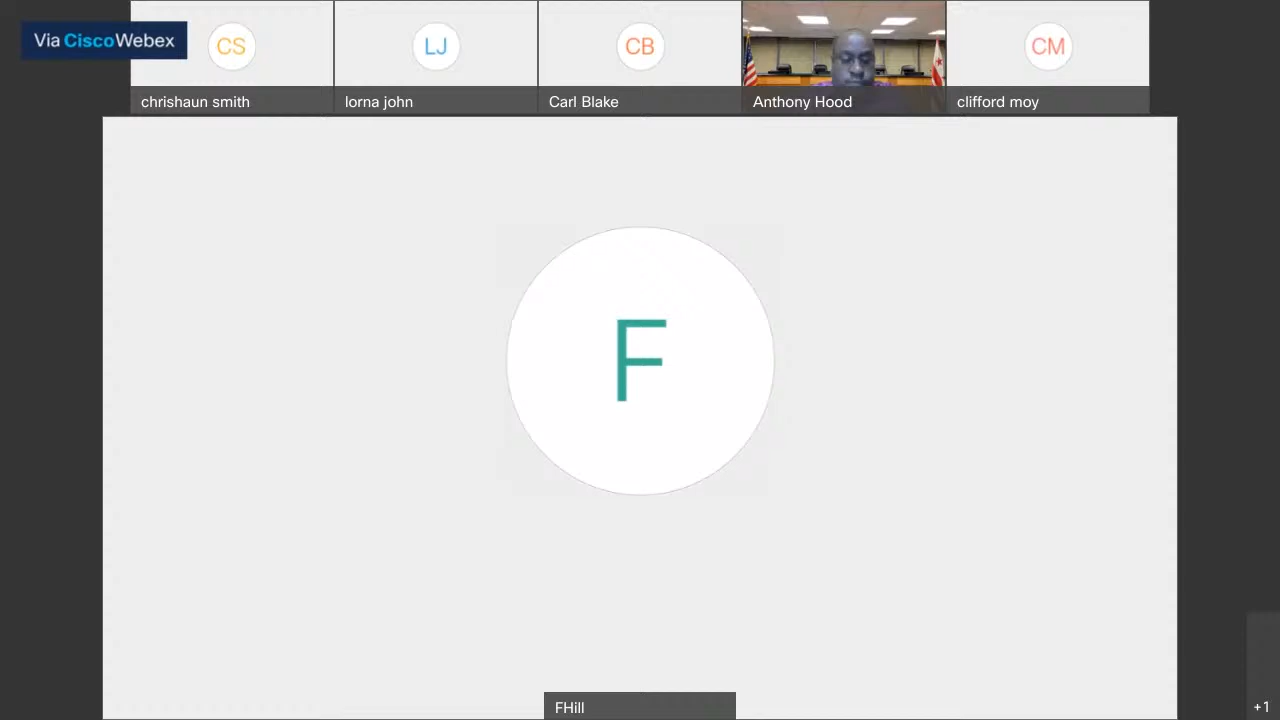 Via CiscoWebex
CS
LJ
CB
CM
chrishaun smith
lorna john
Carl Blake
Anthony Hood
clifford moy
F
FHill
+1